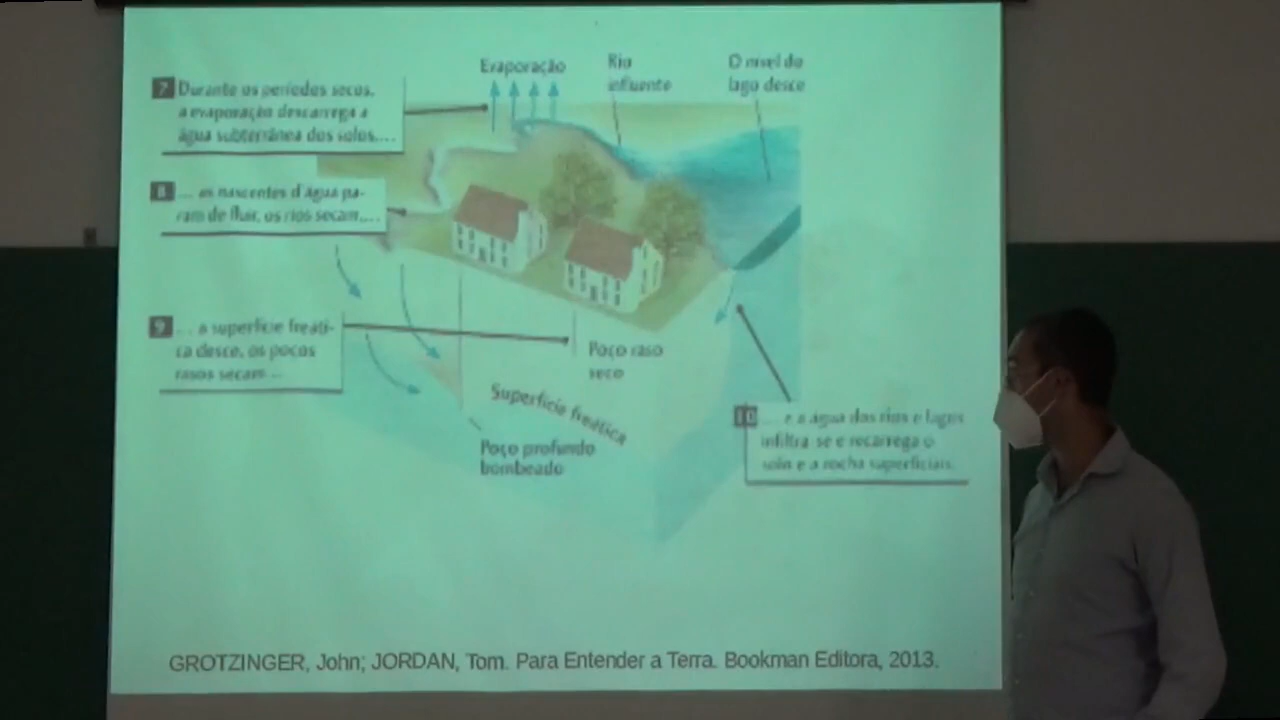 Evaporação
Rio
influente
O nível do
lago desce
7 Durante os períodos secos,
a evaporação descarrega a
água subterrânea dos solos....
8 ... as nascentes d'água pa-
ram de fluir, os rios secam....
9 ... a superfície freáti-
ca desce, os poços
rasos secam ...
Poço raso
seco
Superfície freática
Poço profundo
bombeado
10 ... e a água dos rios e lagos
infiltra-se e recarrega o
solo e a rocha superficiais.
GROTZINGER, John; JORDAN, Tom. Para Entender a Terra. Bookman Editora, 2013.